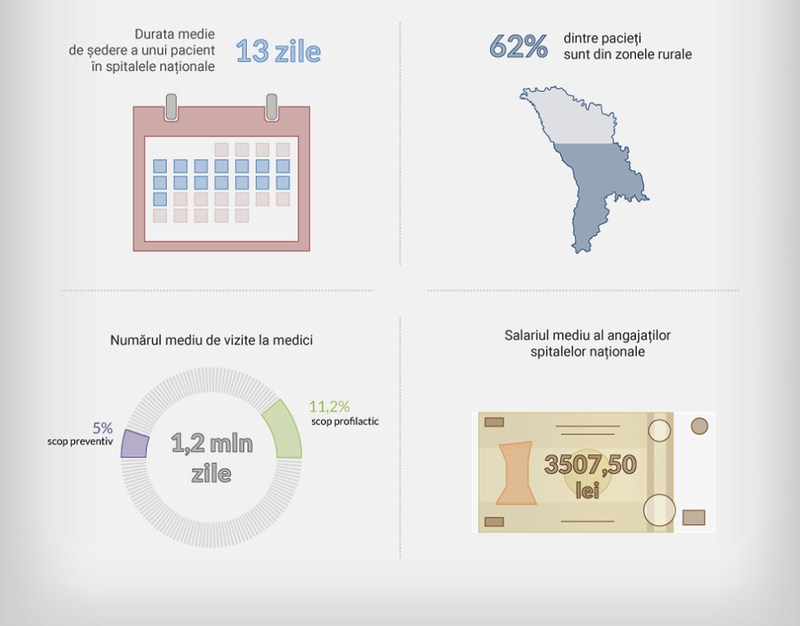 Durata medie
de ședere a unui pacient
în spitalele naționale
13 zile
62%
dintre pacieți
sunt din zonele rurale
Numărul mediu de vizite la medici
5%
scop preventiv
11,2%
scop profilactic
1,2 mln
zile
Salariul mediu al angajaților
spitalelor naționale
3507,50
lei